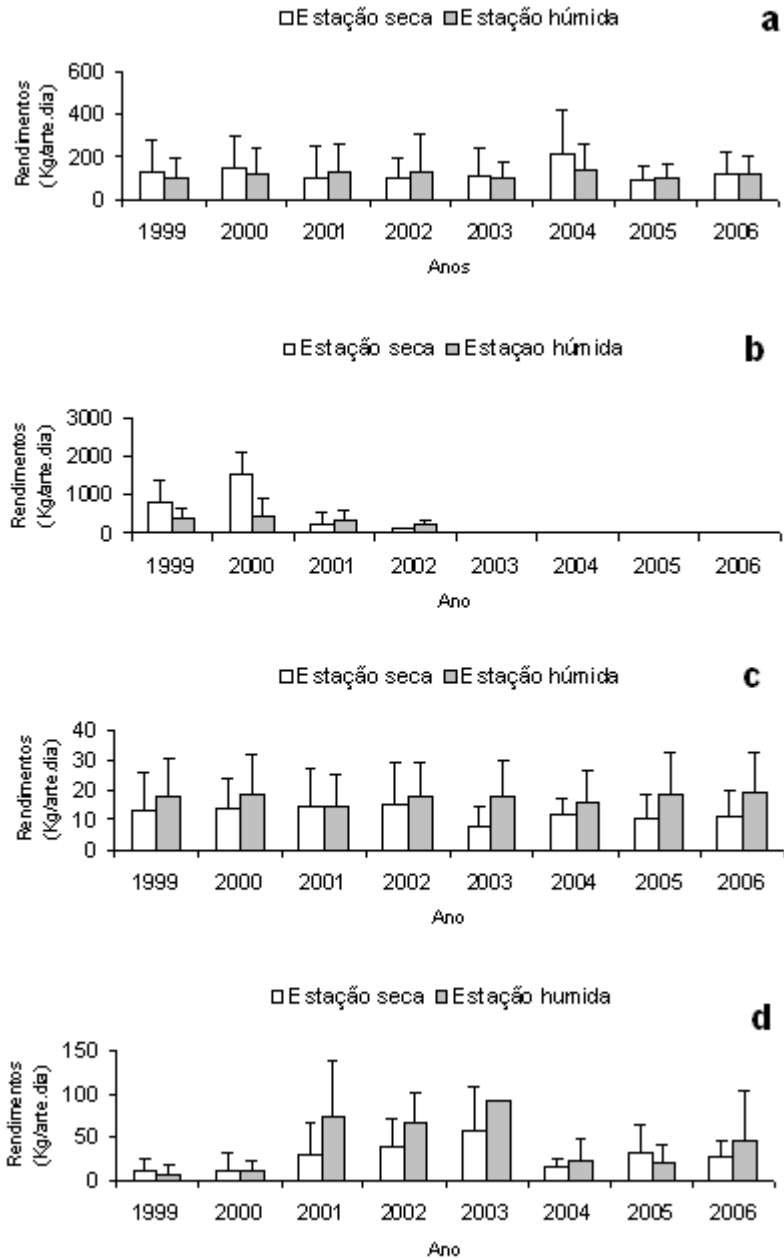 Estação seca Estação húmida
a
Rendimentos
(Kg/arte.dia)
600
400
200
0
1999 2000 2001 2002 2003 2004 2005 2006
Anos
Estação seca Estaçao húmida
b
Rendimentos
(Kg/arte.dia)
3000
2000
1000
0
1999 2000 2001 2002 2003 2004 2005 2006
Ano
Estação seca Estação húmida
c
Rendimentos
(Kg/arte.dia)
40
30
20
10
0
1999 2000 2001 2002 2003 2004 2005 2006
Ano
Estação seca Estação humida
d
Rendimentos
(Kg/arte.dia)
150
100
50
0
1999 2000 2001 2002 2003 2004 2005 2006
Ano